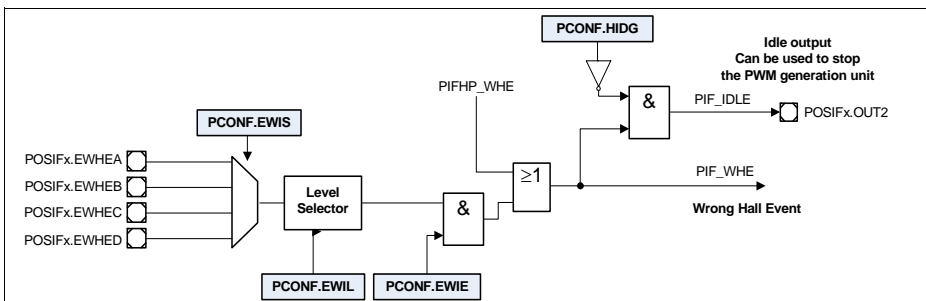 PCONF.HIDG
Idle output
Can be used to stop
the PWM generation unit
PIFHP_WHE
&
PIF_IDLE
POSIFx.OUT2
PCONF.EWIS
POSIFx.EWHEA
POSIFx.EWHEB
POSIFx.EWHEC
POSIFx.EWHED
Level
Selector
&
≥1
PIF_WHE
Wrong Hall Event
PCONF.EWIL
PCONF.EWIE